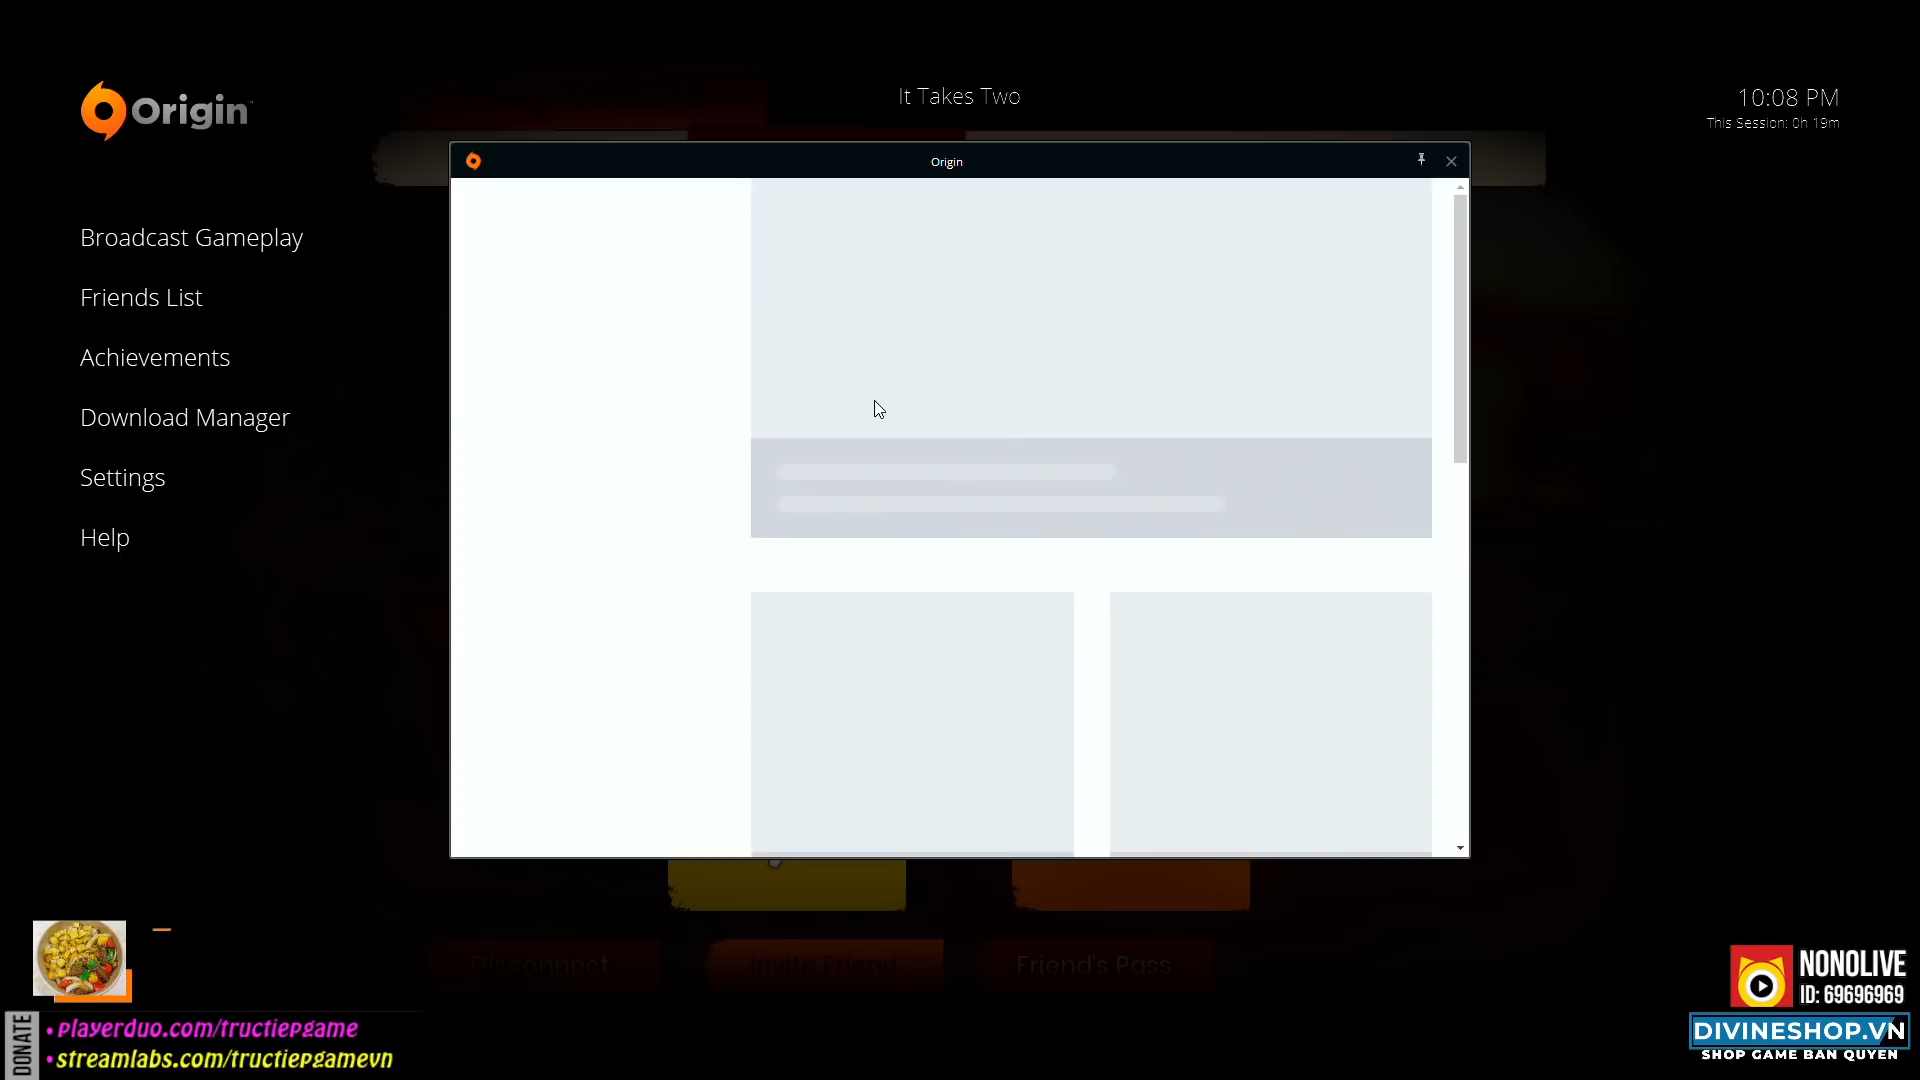 Origin
It Takes Two
10:08 PM
This Session: 0h 19m
Origin
Broadcast Gameplay
Friends List
Achievements
Download Manager
Settings
Help
Disconnect
Invite Friend
Friend's Pass
DONATE
• playerduo.com/tructiepgame
• streamlabs.com/tructiepgamevn
NONOLIVE
ID: 69696969
DIVINESHOP.VN
SHOP GAME BAN QUYEN